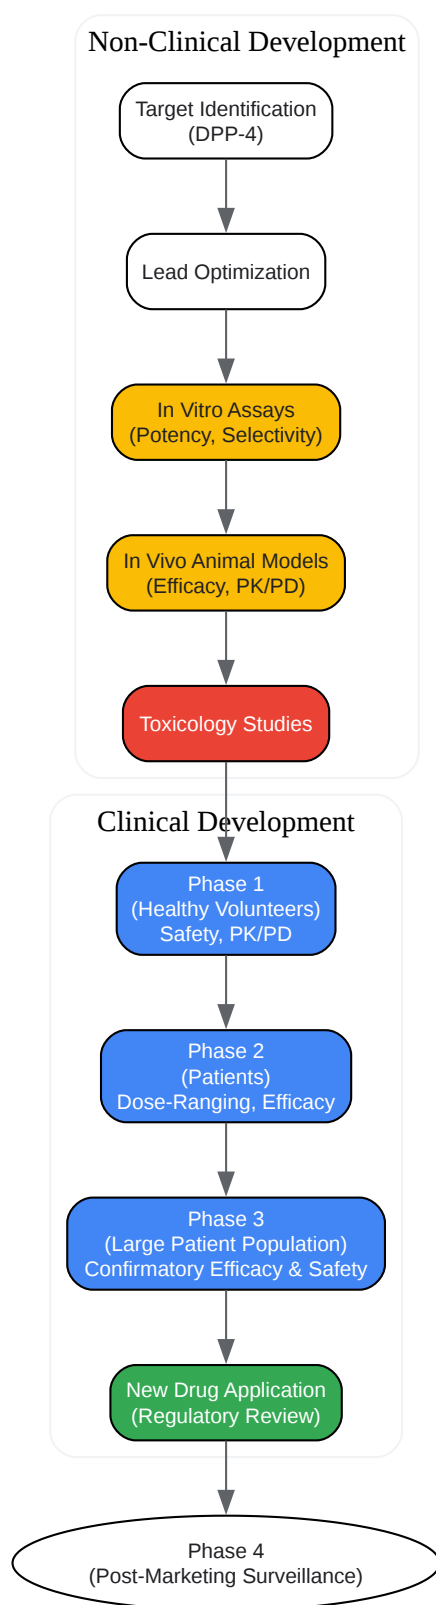 Non-Clinical Development
Target Identification
(DPP-4)
Lead Optimization
In Vitro Assays
(Potency, Selectivity)
In Vivo Animal Models
(Efficacy, PK/PD)
Toxicology Studies
Clinical Development
Phase 1
(Healthy Volunteers)
Safety, PK/PD
Phase 2
(Patients)
Dose-Ranging, Efficacy
Phase 3
(Large Patient Population)
Confirmatory Efficacy & Safety
New Drug Application
(Regulatory Review)
Phase 4
(Post-Marketing Surveillance)